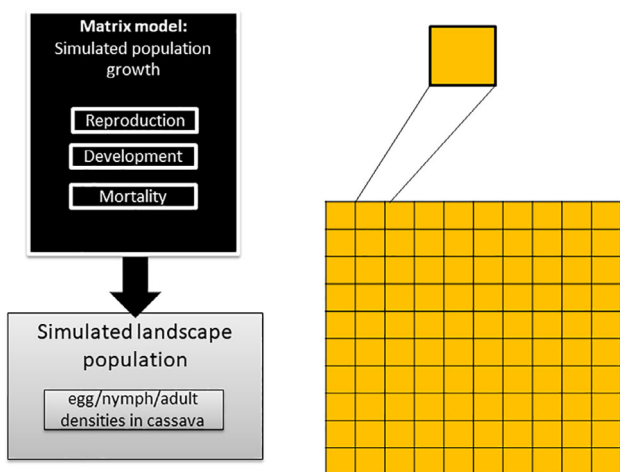 Matrix model:
Simulated population
growth
Reproduction
Development
Mortality
Simulated landscape
population
egg/nymph/adult
densities in cassava